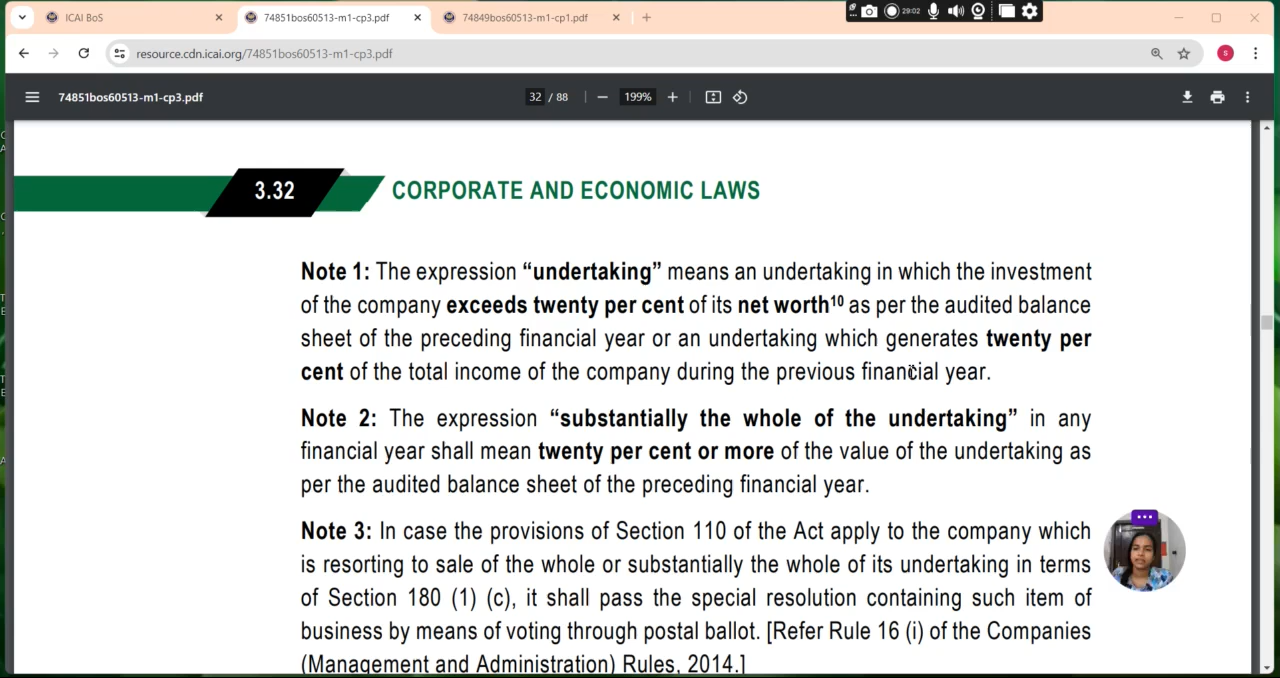 ICAI BoS
74851bos60513-m1-cp3.pdf
74849bos60513-m1-cp1.pdf
29:02
resource.cdn.icai.org/74851bos60513-m1-cp3.pdf
S
74851bos60513-m1-cp3.pdf
32 / 88
199%
3.32 CORPORATE AND ECONOMIC LAWS
Note 1: The expression “undertaking” means an undertaking in which the investment
of the company exceeds twenty per cent of its net worth¹⁰ as per the audited balance
sheet of the preceding financial year or an undertaking which generates twenty per
cent of the total income of the company during the previous financial year.
Note 2: The expression “substantially the whole of the undertaking” in any
financial year shall mean twenty per cent or more of the value of the undertaking as
per the audited balance sheet of the preceding financial year.
Note 3: In case the provisions of Section 110 of the Act apply to the company which
is resorting to sale of the whole or substantially the whole of its undertaking in terms
of Section 180 (1) (c), it shall pass the special resolution containing such item of
business by means of voting through postal ballot. [Refer Rule 16 (i) of the Companies
(Management and Administration) Rules, 2014.]